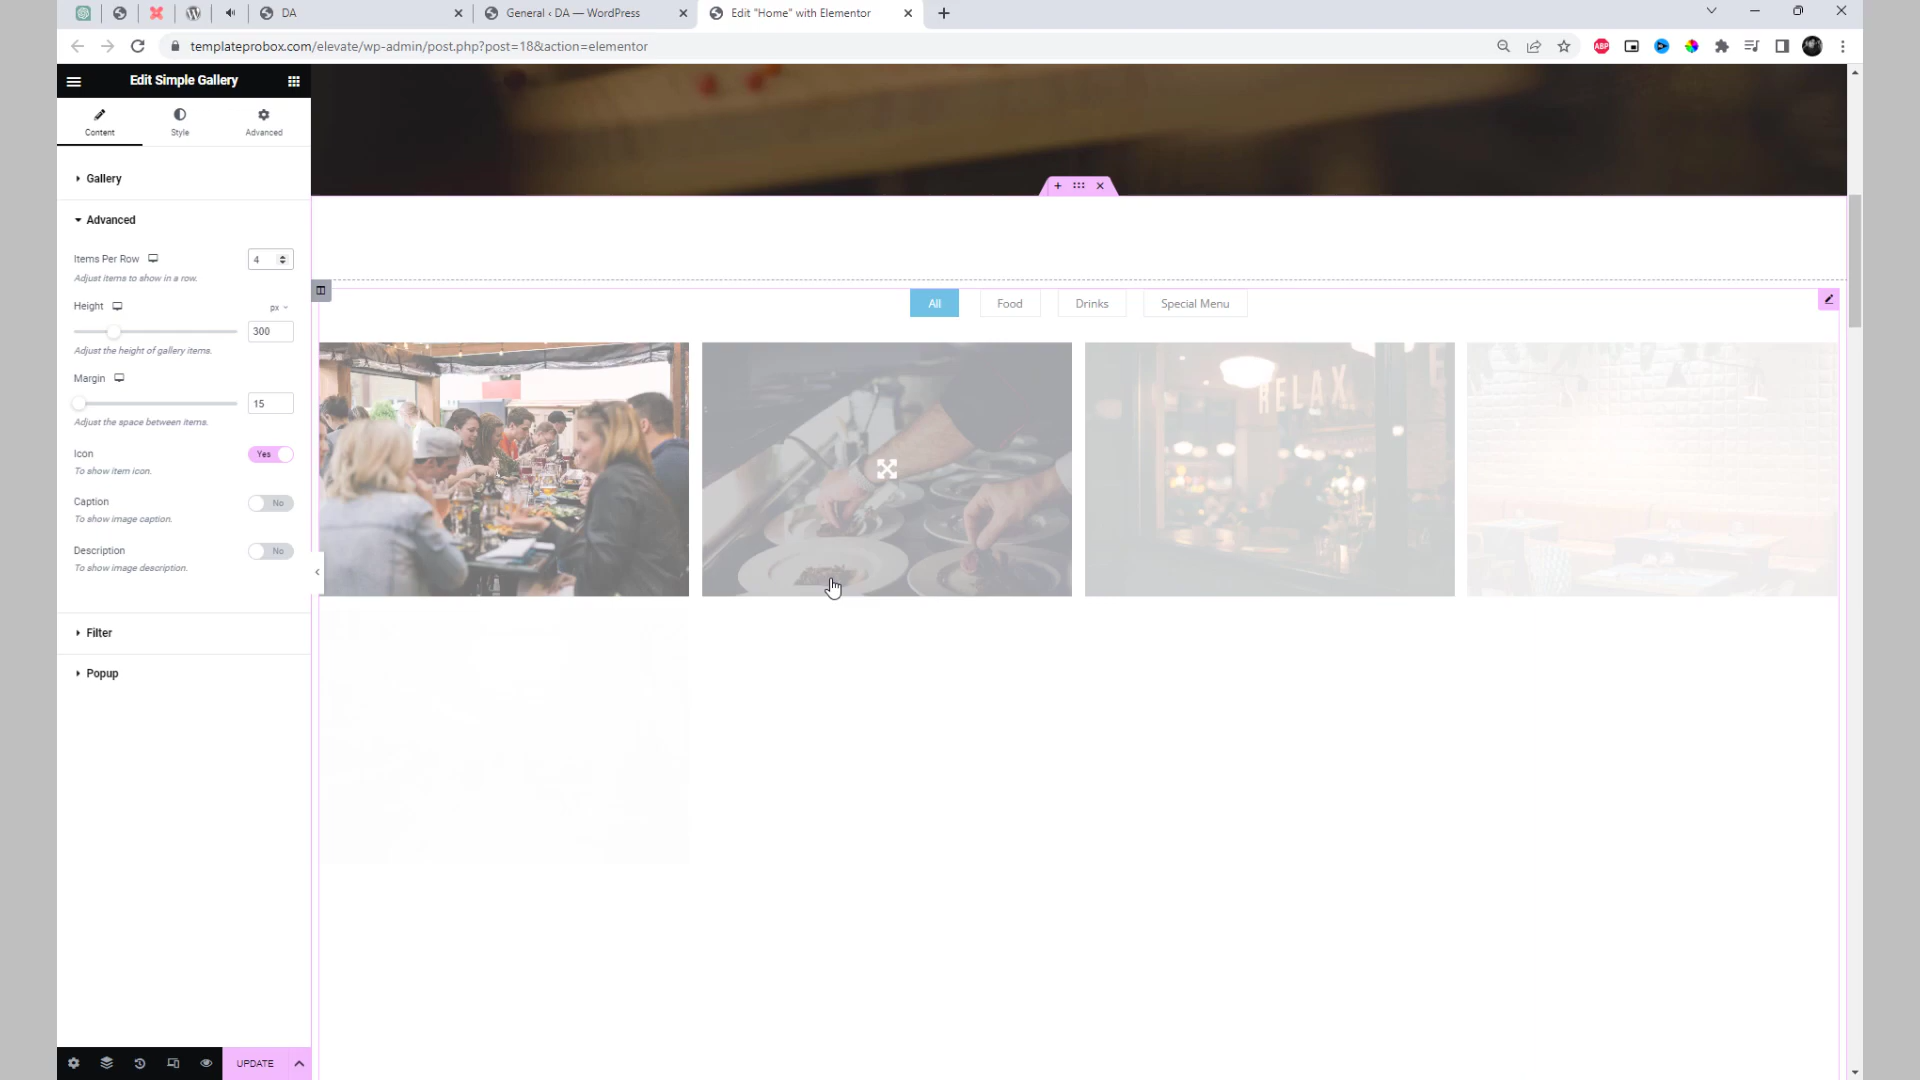 DA
General ‹ DA — WordPress
Edit "Home" with Elementor
templateprobox.com/elevate/wp-admin/post.php?post=18&action=elementor
ABP
Edit Simple Gallery
Content
Style
Advanced
Gallery
Advanced
Items Per Row
4
Adjust items to show in a row.
Height
px
300
Adjust the height of gallery items.
Margin
15
Adjust the space between items.
Icon
Yes
To show item icon.
Caption
No
To show image caption.
Description
No
To show image description.
Filter
Popup
UPDATE
All
Food
Drinks
Special Menu
RELAX